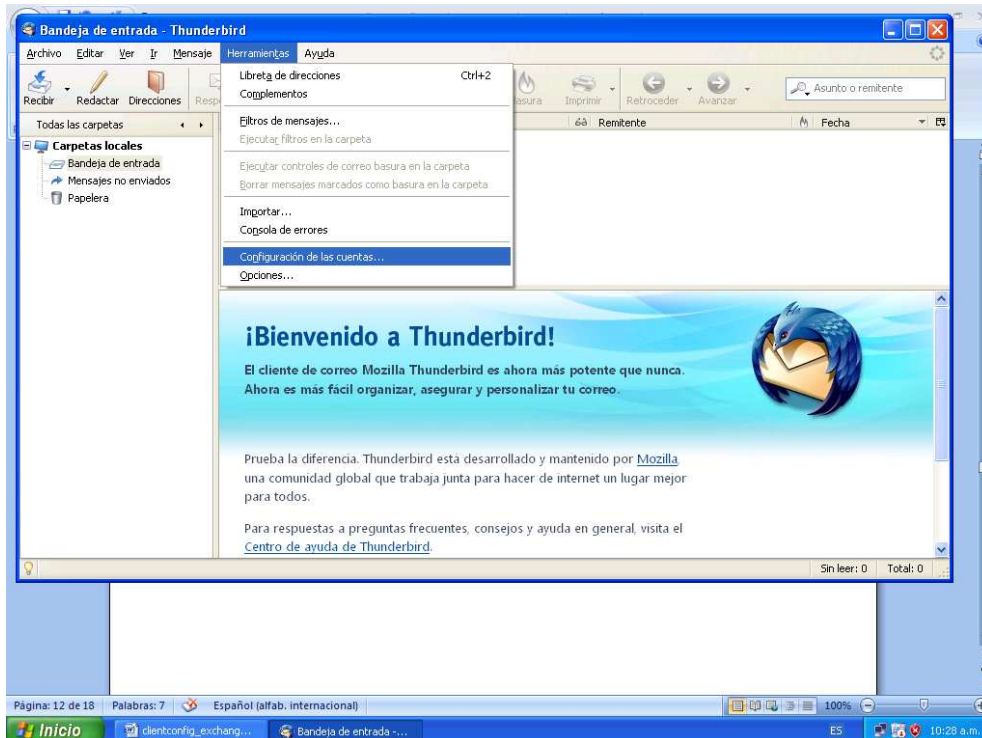 Bandeja de entrada - Thunderbird
Archivo Editar Ver Ir Mensaje Herramientas Ayuda
Recibir Redactar Direcciones Imprimir Retroceder Avanzar
Asunto o remitente
Libreta de direcciones Ctrl+2
Complementos
Filtros de mensajes...
Ejecutar filtros en la carpeta
Ejecutar controles de correo basura en la carpeta
Borrar mensajes marcados como basura en la carpeta
Importar...
Consola de errores
Configuración de las cuentas...
Opciones...
Todas las carpetas
Carpetas locales
Bandeja de entrada
Mensajes no enviados
Papelera
Remitente Fecha
¡Bienvenido a Thunderbird!
El cliente de correo Mozilla Thunderbird es ahora más potente que nunca.
Ahora es más fácil organizar, asegurar y personalizar tu correo.
Prueba la diferencia. Thunderbird está desarrollado y mantenido por Mozilla,
una comunidad global que trabaja junta para hacer de internet un lugar mejor
para todos.
Para respuestas a preguntas frecuentes, consejos y ayuda en general, visita el
Centro de ayuda de Thunderbird.
Sin leer: 0 Total: 0
Página: 12 de 18 Palabras: 7 Español (alfab. internacional) 100%
Inicio clientconfig_exchang... Bandeja de entrada -... ES 10:28 a.m.